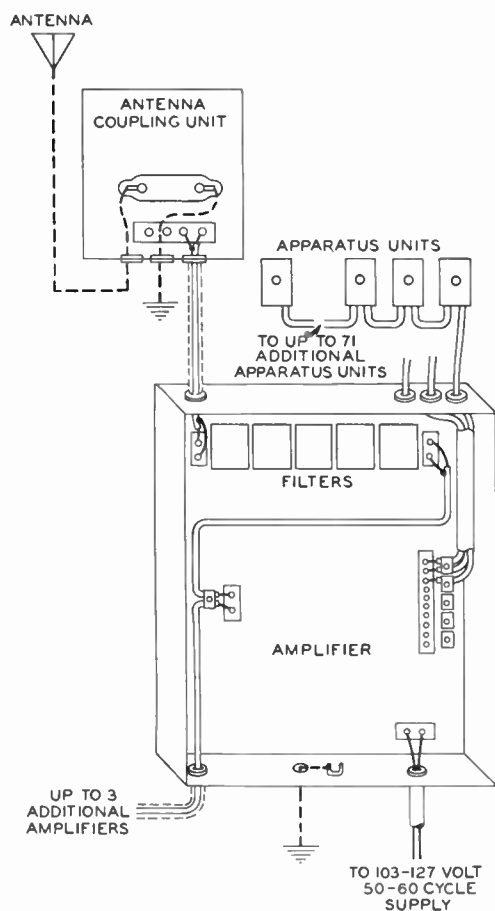 ANTENNA
ANTENNA
COUPLING UNIT
APPARATUS UNITS
TO UP TO 71
ADDITIONAL
APPARATUS UNITS
FILTERS
AMPLIFIER
UP TO 3
ADDITIONAL
AMPLIFIERS
TO 103-127 VOLT
50-60 CYCLE
SUPPLY